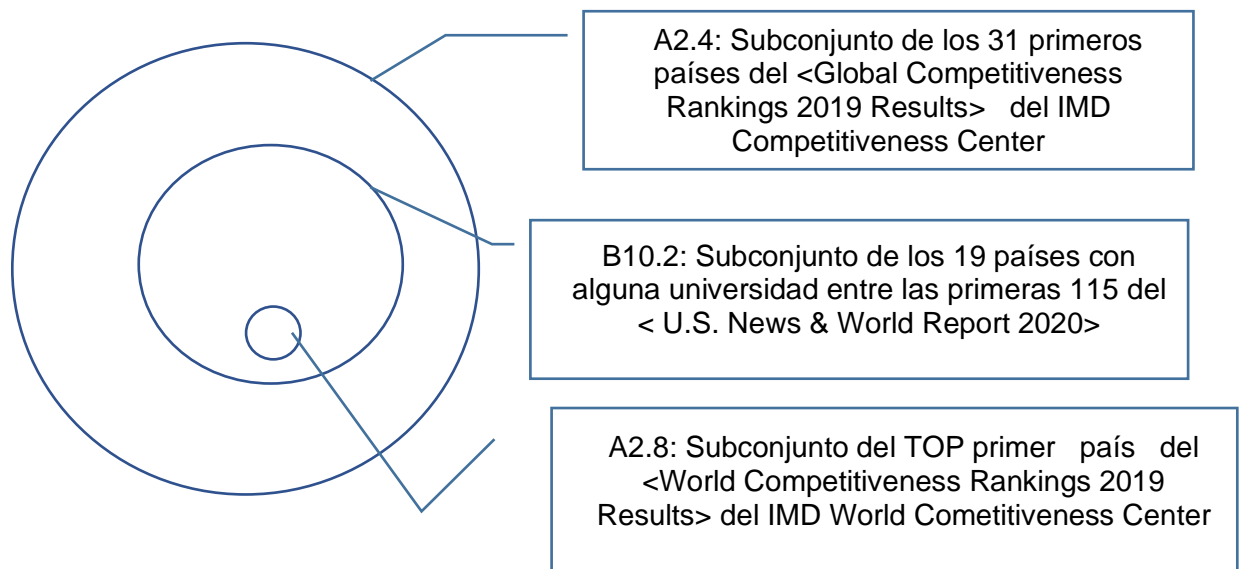 A2.4: Subconjunto de los 31 primeros
países del <Global Competitiveness
Rankings 2019 Results> del IMD
Competitiveness Center
B10.2: Subconjunto de los 19 países con
alguna universidad entre las primeras 115 del
< U.S. News & World Report 2020>
A2.8: Subconjunto del TOP primer país del
<World Competitiveness Rankings 2019
Results> del IMD World Cometitiveness Center